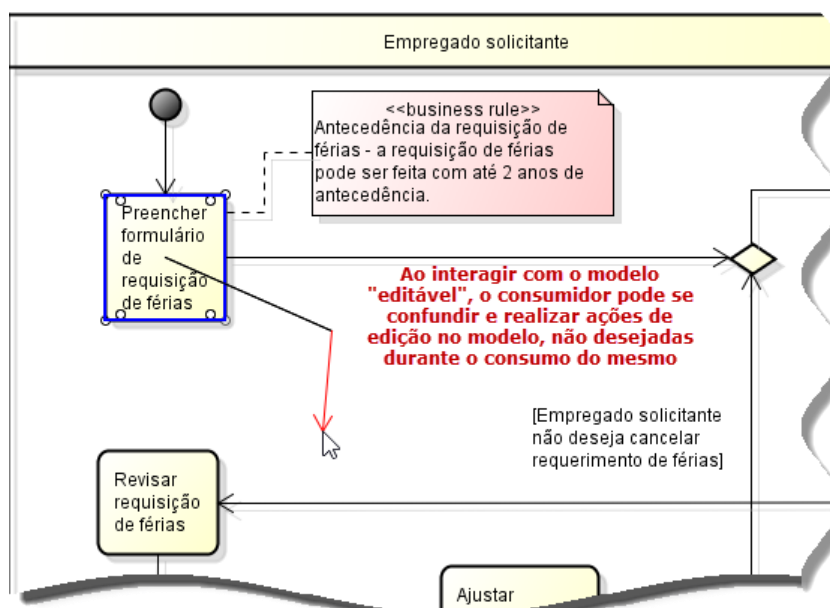 Empregado solicitante
<<business rule>>
Antecedência da requisição de
férias - a requisição de férias
pode ser feita com até 2 anos de
antecedência.
Preencher
formulário
de
requisição
de férias
Ao interagir com o modelo
"editável", o consumidor pode se
confundir e realizar ações de
edição no modelo, não desejadas
durante o consumo do mesmo
[Empregado solicitante
não deseja cancelar
requerimento de férias]
Revisar
requisição
de férias
Ajustar